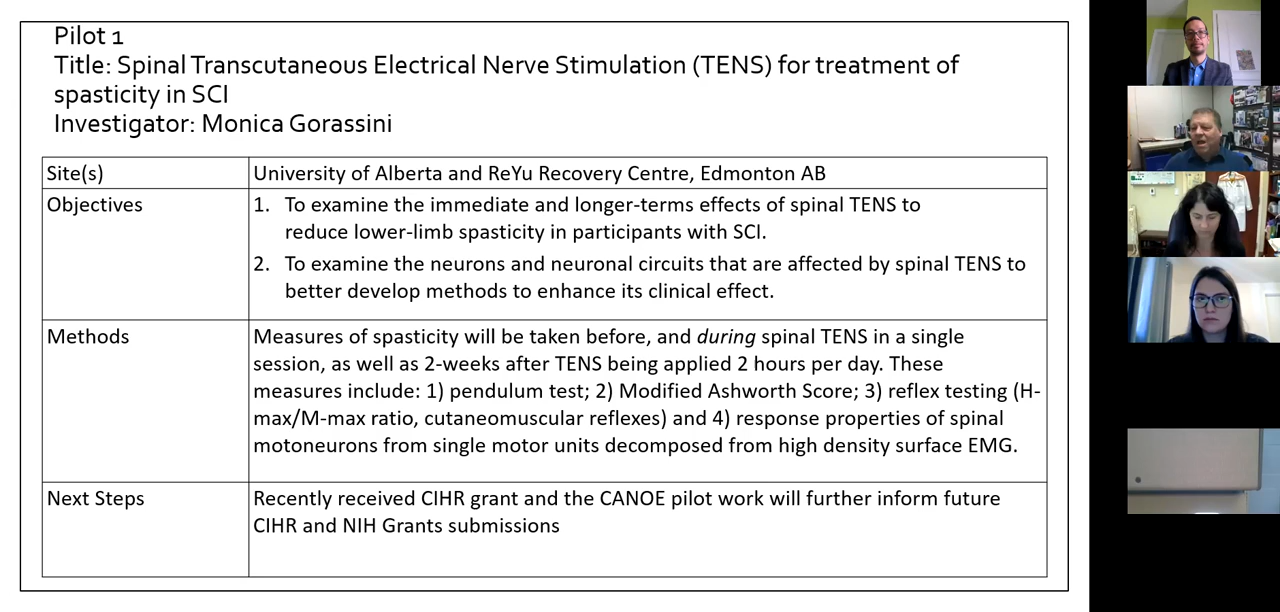 Pilot 1
Title: Spinal Transcutaneous Electrical Nerve Stimulation (TENS) for treatment of
spasticity in SCI
Investigator: Monica Gorassini
Site(s)
University of Alberta and ReYu Recovery Centre, Edmonton AB
Objectives
1. To examine the immediate and longer-terms effects of spinal TENS to
reduce lower-limb spasticity in participants with SCI.
2. To examine the neurons and neuronal circuits that are affected by spinal TENS to
better develop methods to enhance its clinical effect.
Methods
Measures of spasticity will be taken before, and during spinal TENS in a single
session, as well as 2-weeks after TENS being applied 2 hours per day. These
measures include: 1) pendulum test; 2) Modified Ashworth Score; 3) reflex testing (H-
max/M-max ratio, cutaneomuscular reflexes) and 4) response properties of spinal
motoneurons from single motor units decomposed from high density surface EMG.
Next Steps
Recently received CIHR grant and the CANOE pilot work will further inform future
CIHR and NIH Grants submissions